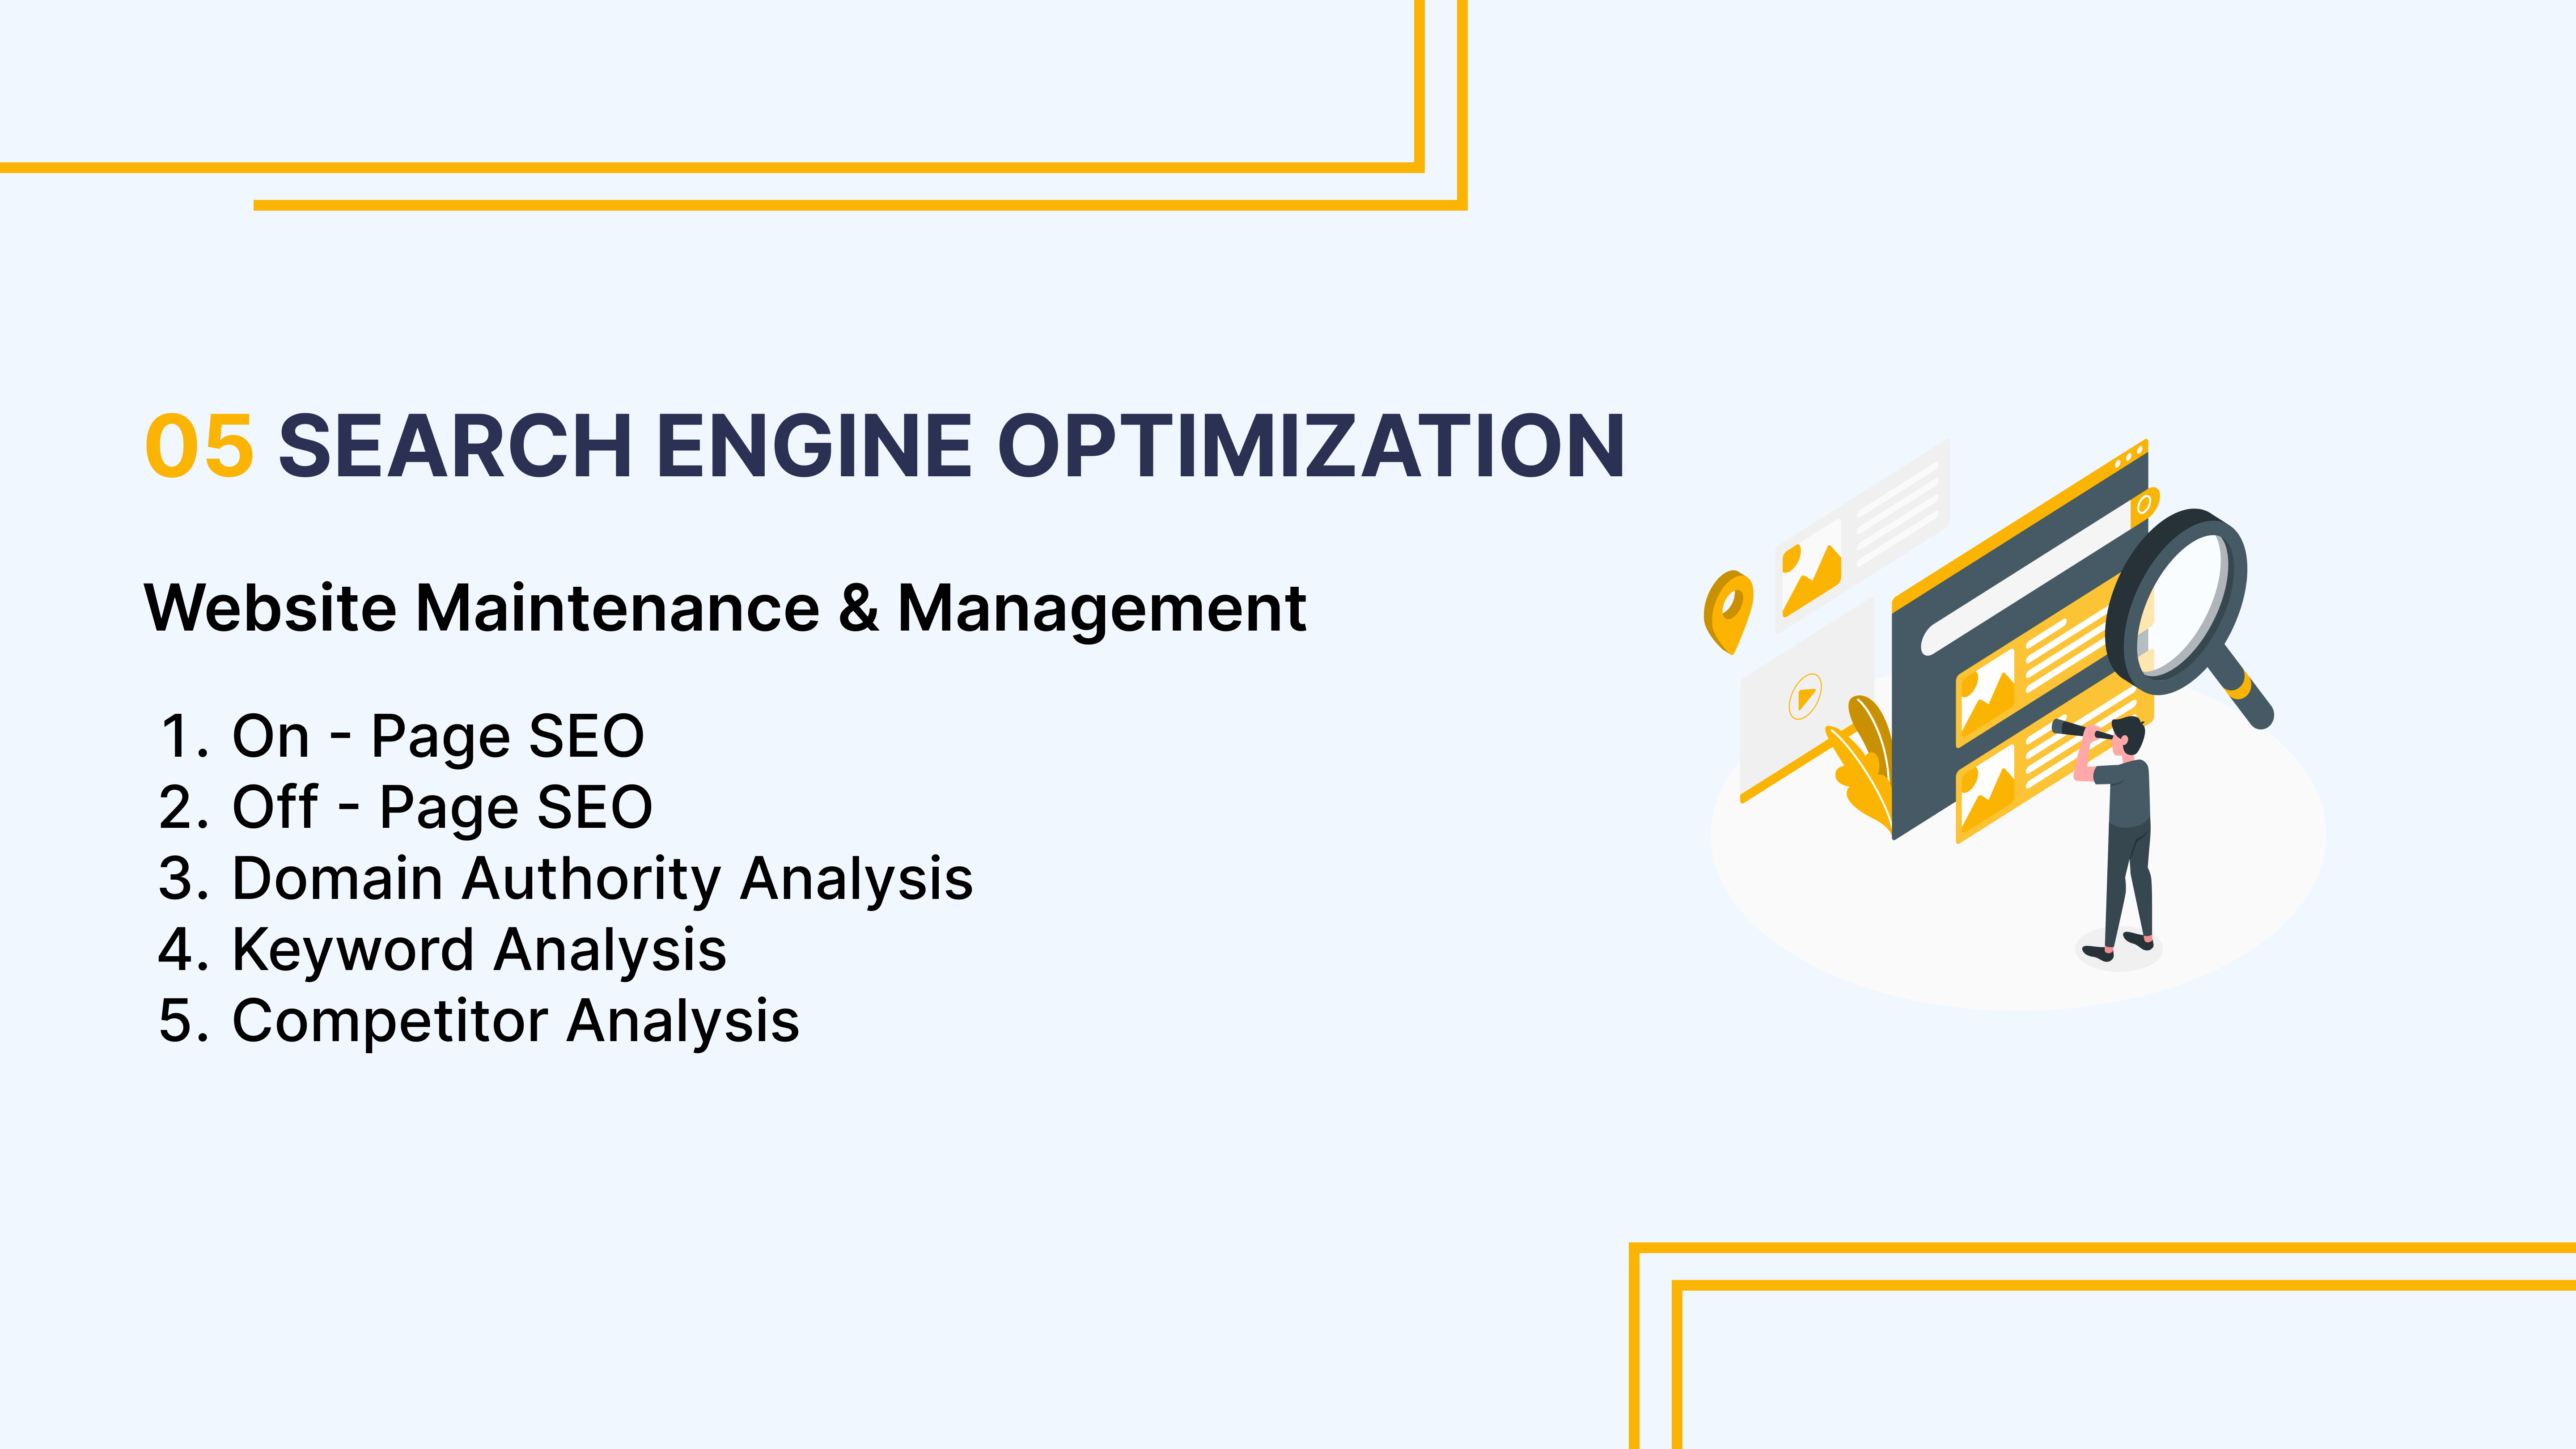 05 SEARCH ENGINE OPTIMIZATION
Website Maintenance & Management
1. On - Page SEO
2. Off - Page SEO
3. Domain Authority Analysis
4. Keyword Analysis
5. Competitor Analysis